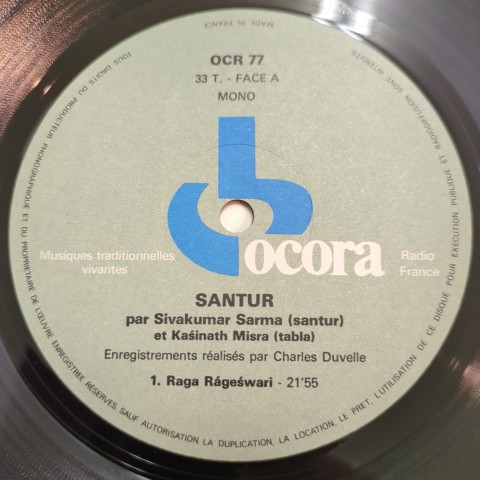 MADE IN FRANCE
OCR 77
33 T. - FACE A
MONO
ocora
Musiques traditionnelles
vivantes
Radio
France
SANTUR
par Sivakumar Sarma (santur)
et Kaśinath Misra (tabla)
Enregistrements réalisés par Charles Duvelle
1. Raga Rágeśwari - 21'55
TOUS DROITS DU PRODUCTEUR PHONOGRAPHIQUE ET DU PROPRIETAIRE DE L'ŒUVRE ENREGISTREE RÉSERVÉS. SAUF AUTORISATION, LA DUPLICATION, LA LOCATION, LE PRET, L'UTILISATION DE CE DISQUE POUR EXECUTION PUBLIQUE ET RADIODIFFUSION SONT INTERDITS.